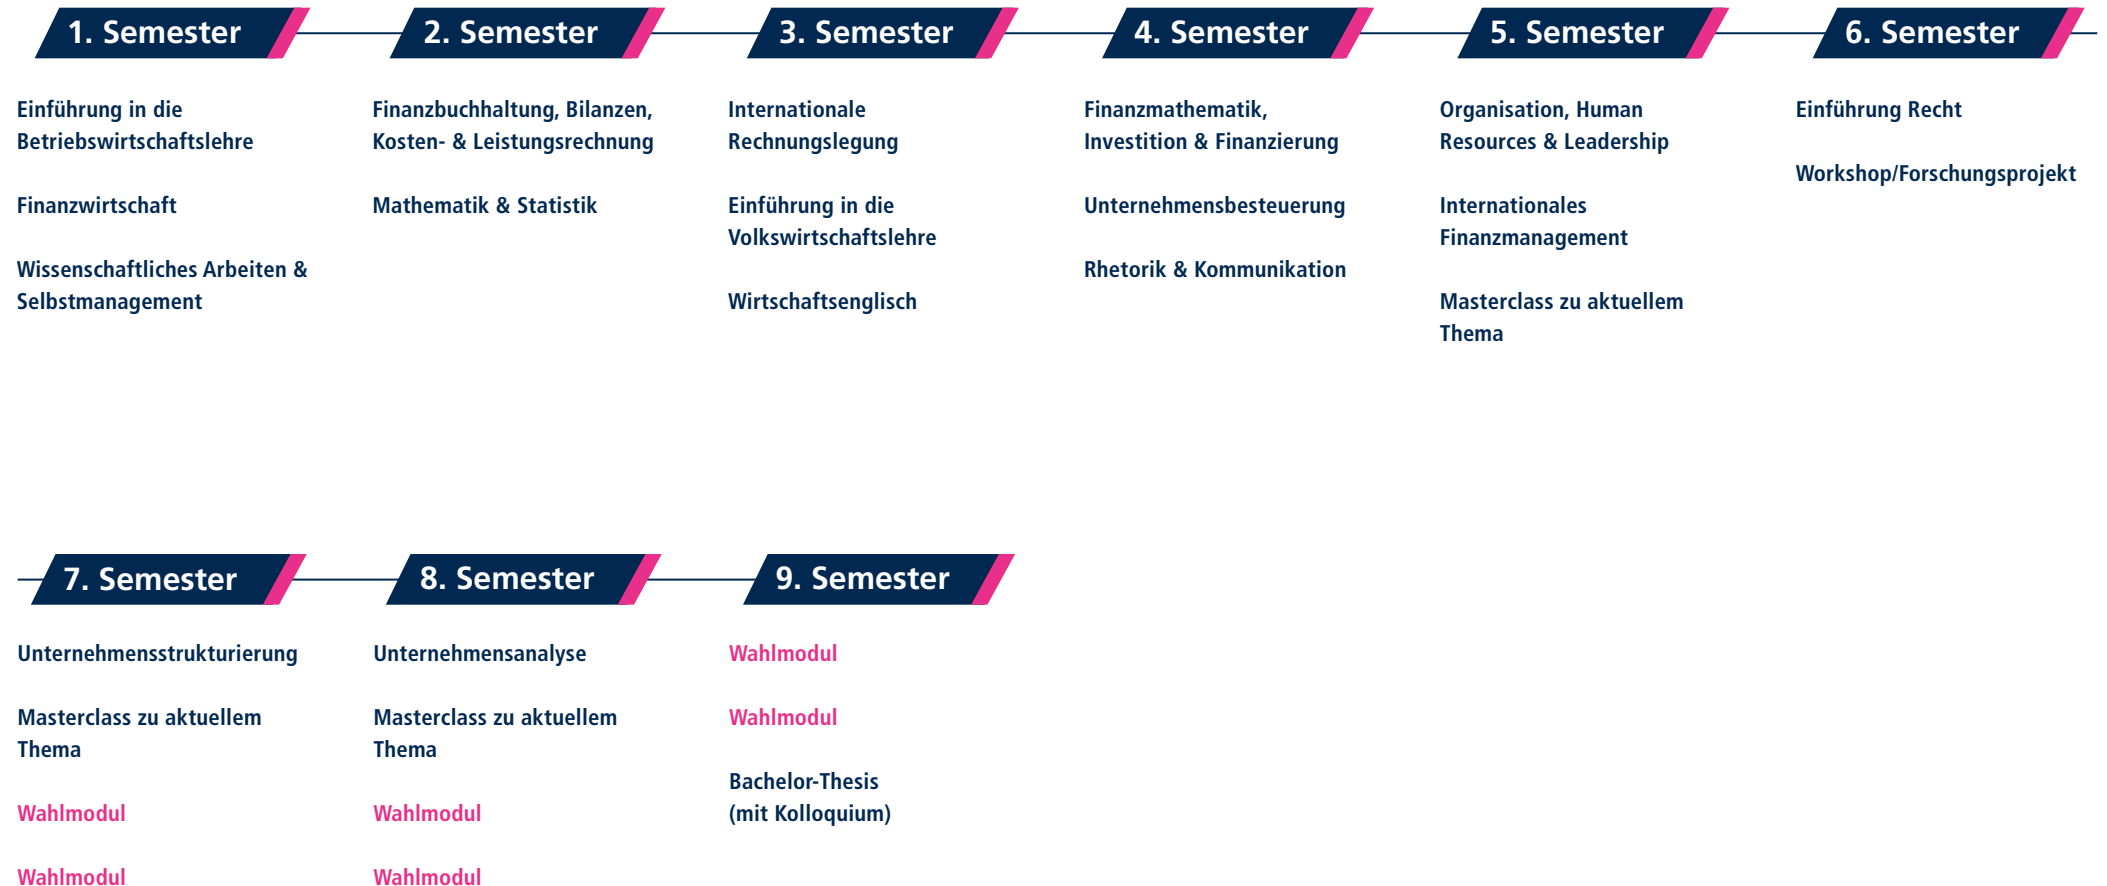 1. Semester
Einführung in die
Betriebswirtschaftslehre
Finanzwirtschaft
Wissenschaftliches Arbeiten &
Selbstmanagement
2. Semester
Finanzbuchhaltung, Bilanzen,
Kosten- & Leistungsrechnung
Mathematik & Statistik
3. Semester
Internationale
Rechnungslegung
Einführung in die
Volkswirtschaftslehre
Wirtschaftsenglisch
4. Semester
Finanzmathematik,
Investition & Finanzierung
Unternehmensbesteuerung
Rhetorik & Kommunikation
5. Semester
Organisation, Human
Resources & Leadership
Internationales
Finanzmanagement
Masterclass zu aktuellem
Thema
6. Semester
Einführung Recht
Workshop/Forschungsprojekt
7. Semester
Unternehmensstrukturierung
Masterclass zu aktuellem
Thema
Wahlmodul
Wahlmodul
8. Semester
Unternehmensanalyse
Masterclass zu aktuellem
Thema
Wahlmodul
Wahlmodul
9. Semester
Wahlmodul
Wahlmodul
Bachelor-Thesis
(mit Kolloquium)